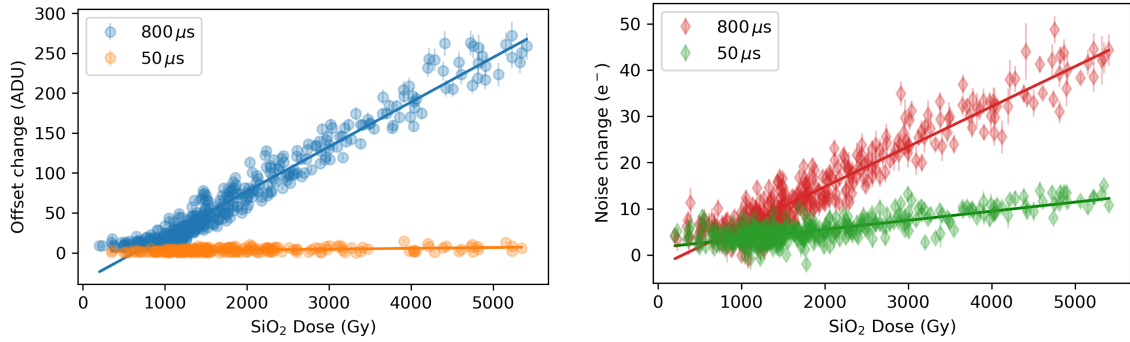 300
250
200
150
100
50
0
Offset change (ADU)
800 μs
50 μs
0 1000 2000 3000 4000 5000
SiO₂ Dose (Gy)
50
40
30
20
10
0
Noise change (e⁻)
800 μs
50 μs
0 1000 2000 3000 4000 5000
SiO₂ Dose (Gy)